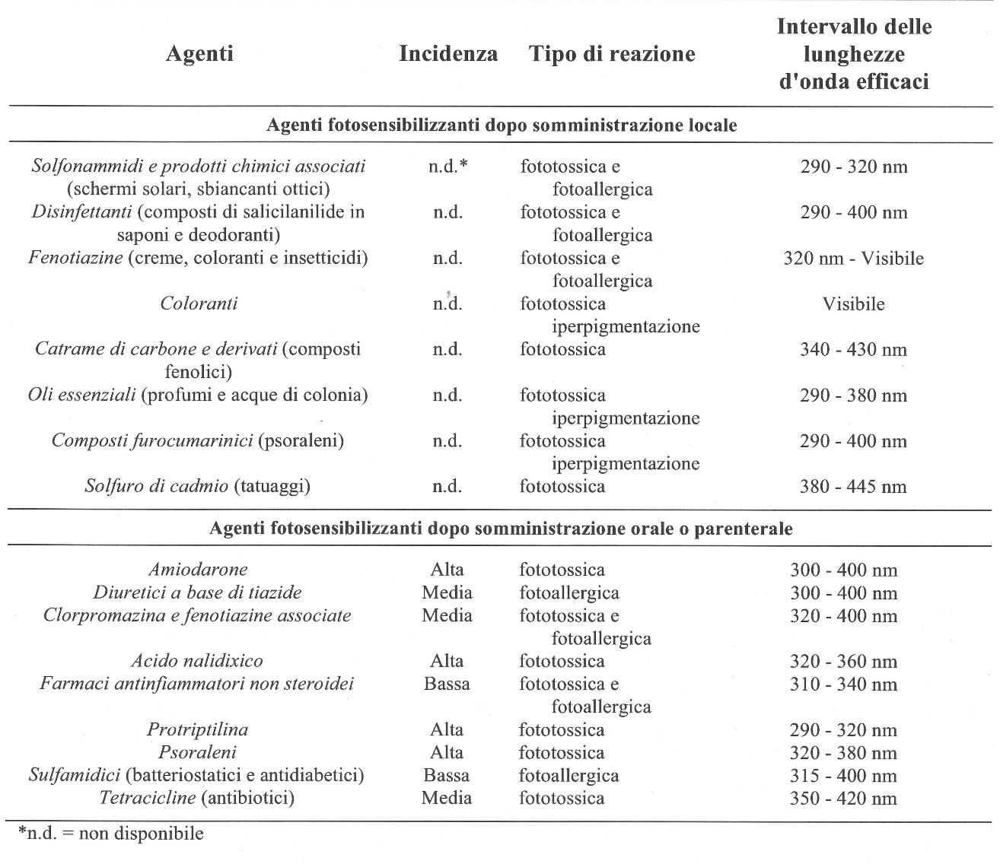 Agenti Incidenza Tipo di reazione Intervallo delle
lunghezze
d'onda efficaci
Agenti fotosensibilizzanti dopo somministrazione locale
Solfonammidi e prodotti chimici associati n.d.* fototossica e 290 - 320 nm
(schermi solari, sbiancanti ottici) fotoallergica
Disinfettanti (composti di salicilanilide in n.d. fototossica e 290 - 400 nm
saponi e deodoranti) fotoallergica
Fenotiazine (creme, coloranti e insetticidi) n.d. fototossica e 320 nm - Visibile
fotoallergica
Coloranti n.d. fototossica Visibile
iperpigmentazione
Catrame di carbone e derivati (composti n.d. fototossica 340 - 430 nm
fenolici)
Oli essenziali (profumi e acque di colonia) n.d. fototossica 290 - 380 nm
iperpigmentazione
Composti furocumarinici (psoraleni) n.d. fototossica 290 - 400 nm
iperpigmentazione
Solfuro di cadmio (tatuaggi) n.d. fototossica 380 - 445 nm
Agenti fotosensibilizzanti dopo somministrazione orale o parenterale
Amiodarone Alta fototossica 300 - 400 nm
Diuretici a base di tiazide Media fotoallergica 300 - 400 nm
Clorpromazina e fenotiazine associate Media fototossica e 320 - 400 nm
fotoallergica
Acido nalidixico Alta fototossica 320 - 360 nm
Farmaci antinfiammatori non steroidei Bassa fototossica e 310 - 340 nm
fotoallergica
Protriptilina Alta fototossica 290 - 320 nm
Psoraleni Alta fototossica 320 - 380 nm
Sulfamidici (batteriostatici e antidiabetici) Bassa fotoallergica 315 - 400 nm
Tetracicline (antibiotici) Media fototossica 350 - 420 nm
*n.d. = non disponibile